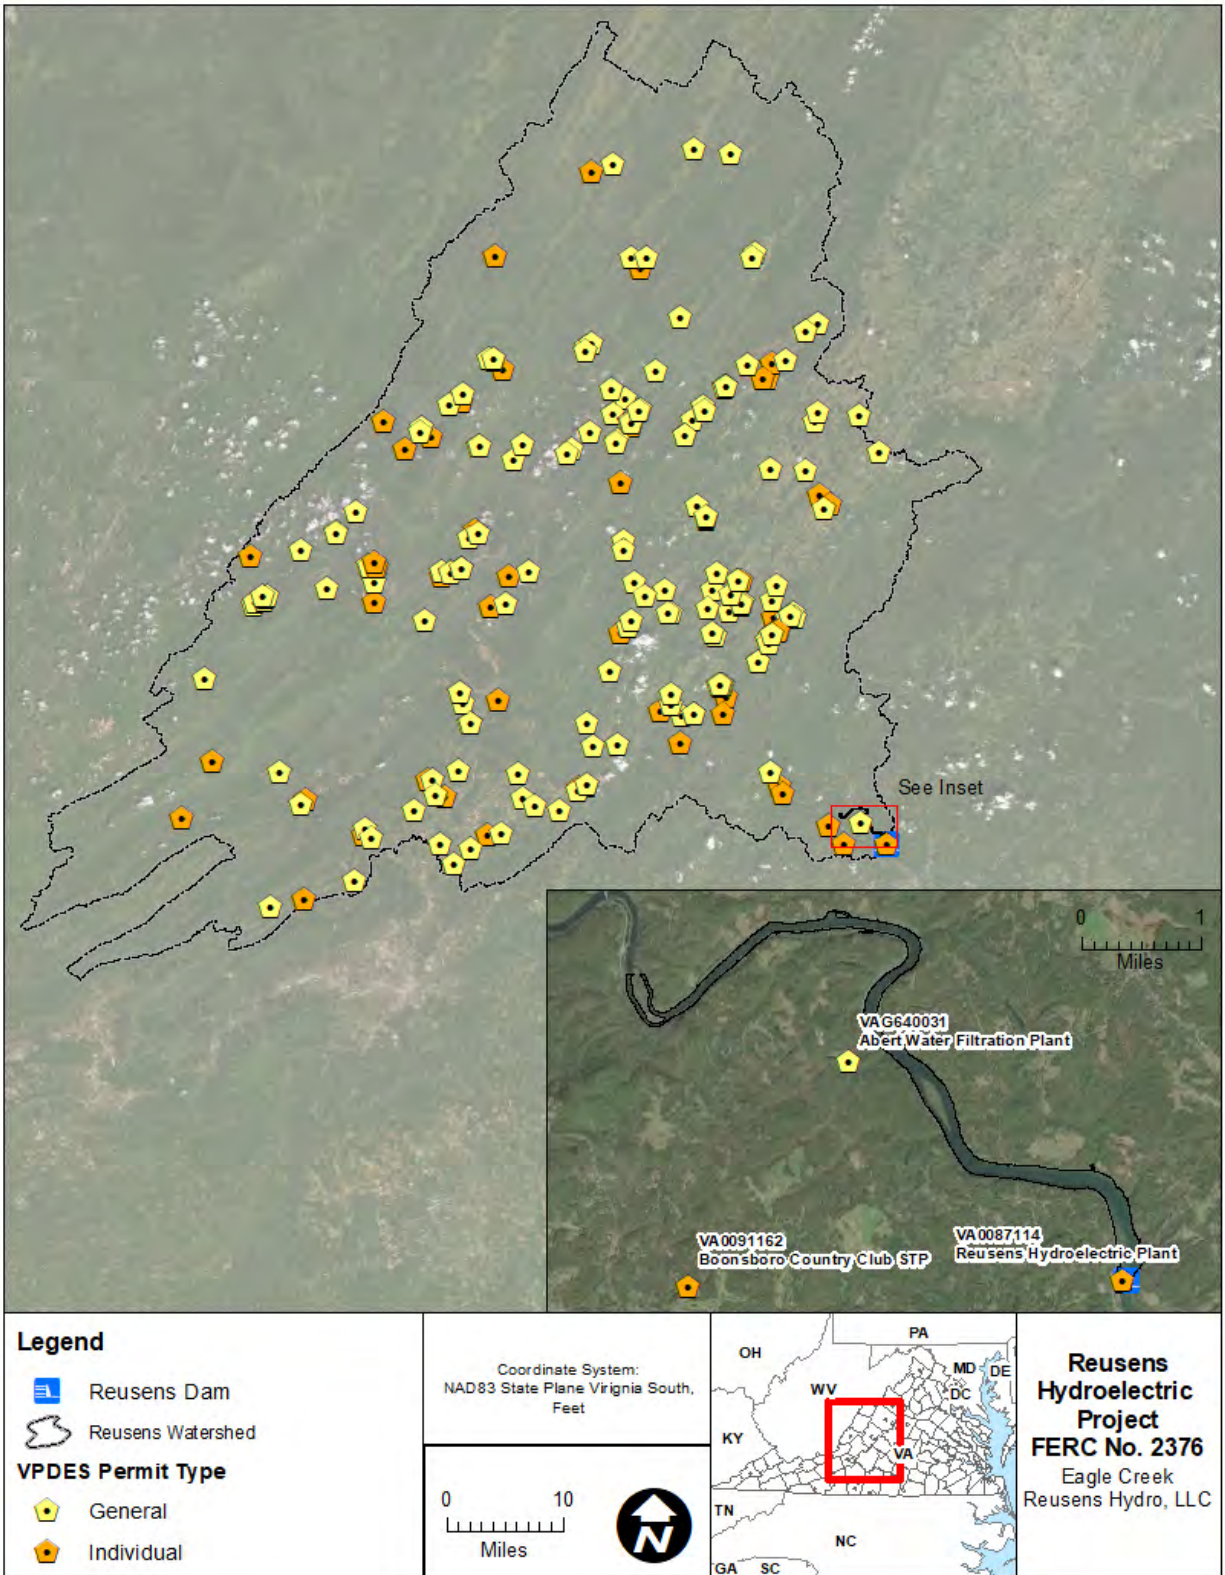 See Inset
0 1
Miles
VAG640031
Abert Water Filtration Plant
VA0091162
Boonsboro Country Club STP
VA0087114
Reusens Hydroelectric Plant
Legend
Reusens Dam
Reusens Watershed
VPDES Permit Type
General
Individual
Coordinate System:
NAD83 State Plane Virignia South,
Feet
0 10
Miles
N
PA
OH
MD
DE
WV
DC
KY
VA
TN
NC
GA
SC
Reusens
Hydroelectric
Project
FERC No. 2376
Eagle Creek
Reusens Hydro, LLC